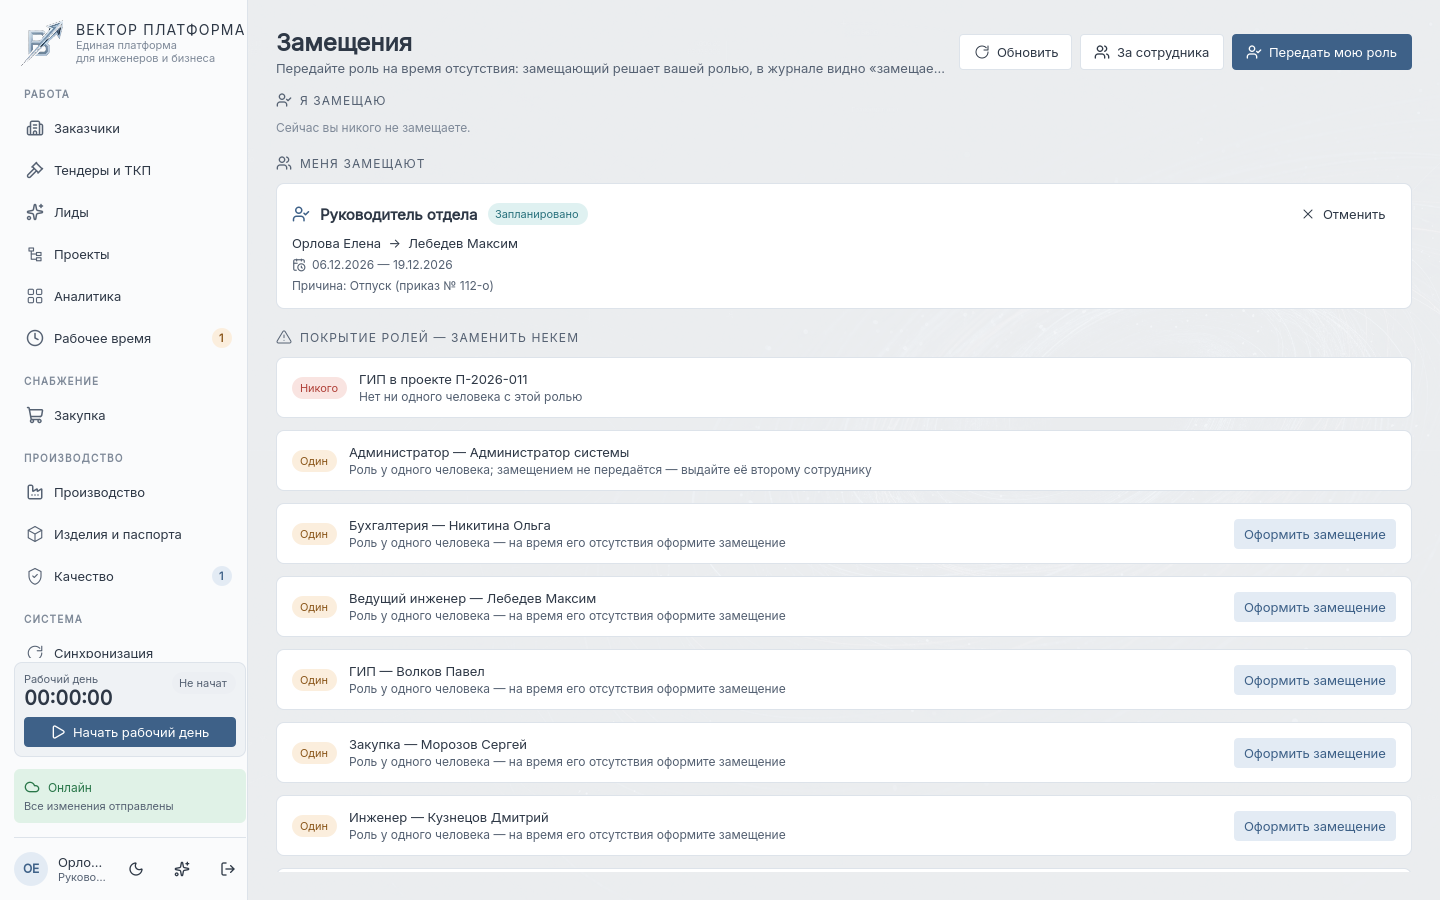 ВЕКТОР ПЛАТФОРМА
Единая платформа
для инженеров и бизнеса
РАБОТА
Заказчики
Тендеры и ТКП
Лиды
Проекты
Аналитика
Рабочее время 1
СНАБЖЕНИЕ
Закупка
ПРОИЗВОДСТВО
Производство
Изделия и паспорта
Качество 1
СИСТЕМА
Синхронизация
Рабочий день
Не начат
00:00:00
Начать рабочий день
Онлайн
Все изменения отправлены
ОЕ
Орло...
Руково...
Замещения
Передайте роль на время отсутствия: замещающий решает вашей ролью, в журнале видно «замещае...
Обновить
За сотрудника
Передать мою роль
Я ЗАМЕЩАЮ
Сейчас вы никого не замещаете.
МЕНЯ ЗАМЕЩАЮТ
Руководитель отдела Запланировано
Отменить
Орлова Елена → Лебедев Максим
06.12.2026 — 19.12.2026
Причина: Отпуск (приказ № 112-о)
ПОКРЫТИЕ РОЛЕЙ — ЗАМЕНИТЬ НЕКЕМ
Никого
ГИП в проекте П-2026-011
Нет ни одного человека с этой ролью
Один
Администратор — Администратор системы
Роль у одного человека; замещением не передаётся — выдайте её второму сотруднику
Один
Бухгалтерия — Никитина Ольга
Роль у одного человека — на время его отсутствия оформите замещение
Оформить замещение
Один
Ведущий инженер — Лебедев Максим
Роль у одного человека — на время его отсутствия оформите замещение
Оформить замещение
Один
ГИП — Волков Павел
Роль у одного человека — на время его отсутствия оформите замещение
Оформить замещение
Один
Закупка — Морозов Сергей
Роль у одного человека — на время его отсутствия оформите замещение
Оформить замещение
Один
Инженер — Кузнецов Дмитрий
Роль у одного человека — на время его отсутствия оформите замещение
Оформить замещение